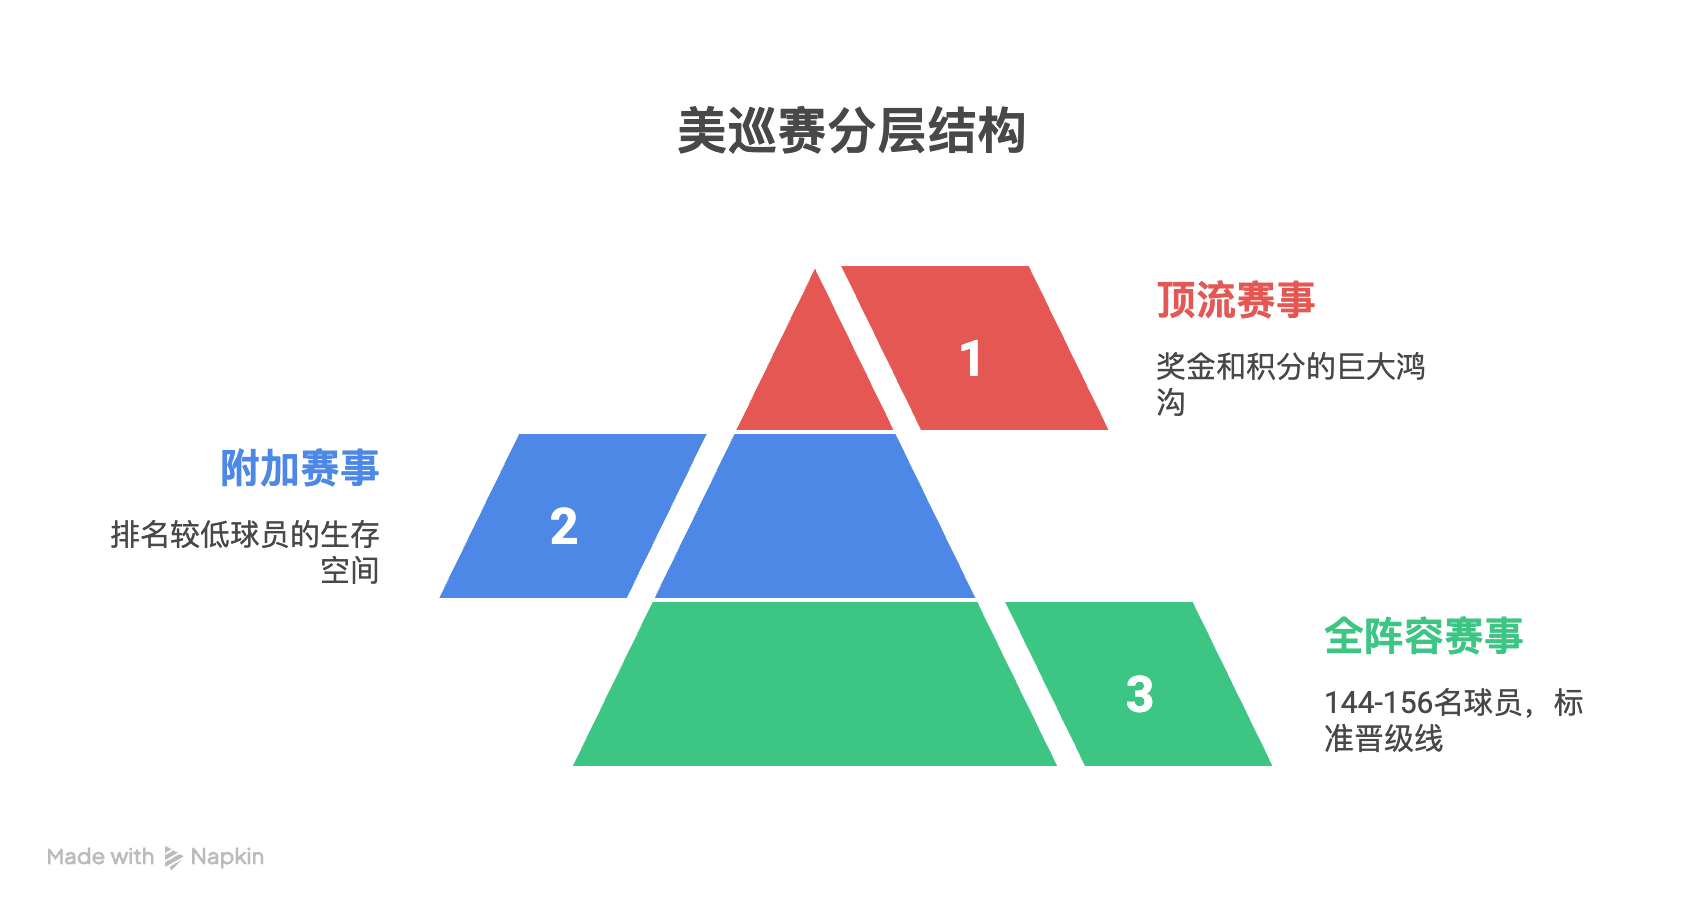 美巡赛分层结构
1
顶流赛事
奖金和积分的巨大鸿
沟
附加赛事
排名较低球员的生存
空间
2
3
全阵容赛事
144-156名球员，标
准晋级线
Made with Napkin